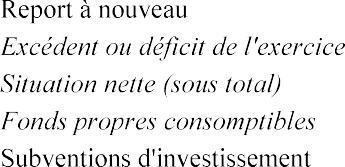 Report à nouveau
Excédent ou déficit de l'exercice
Situation nette (sous total)
Fonds propres consomptibles
Subventions d'investissement